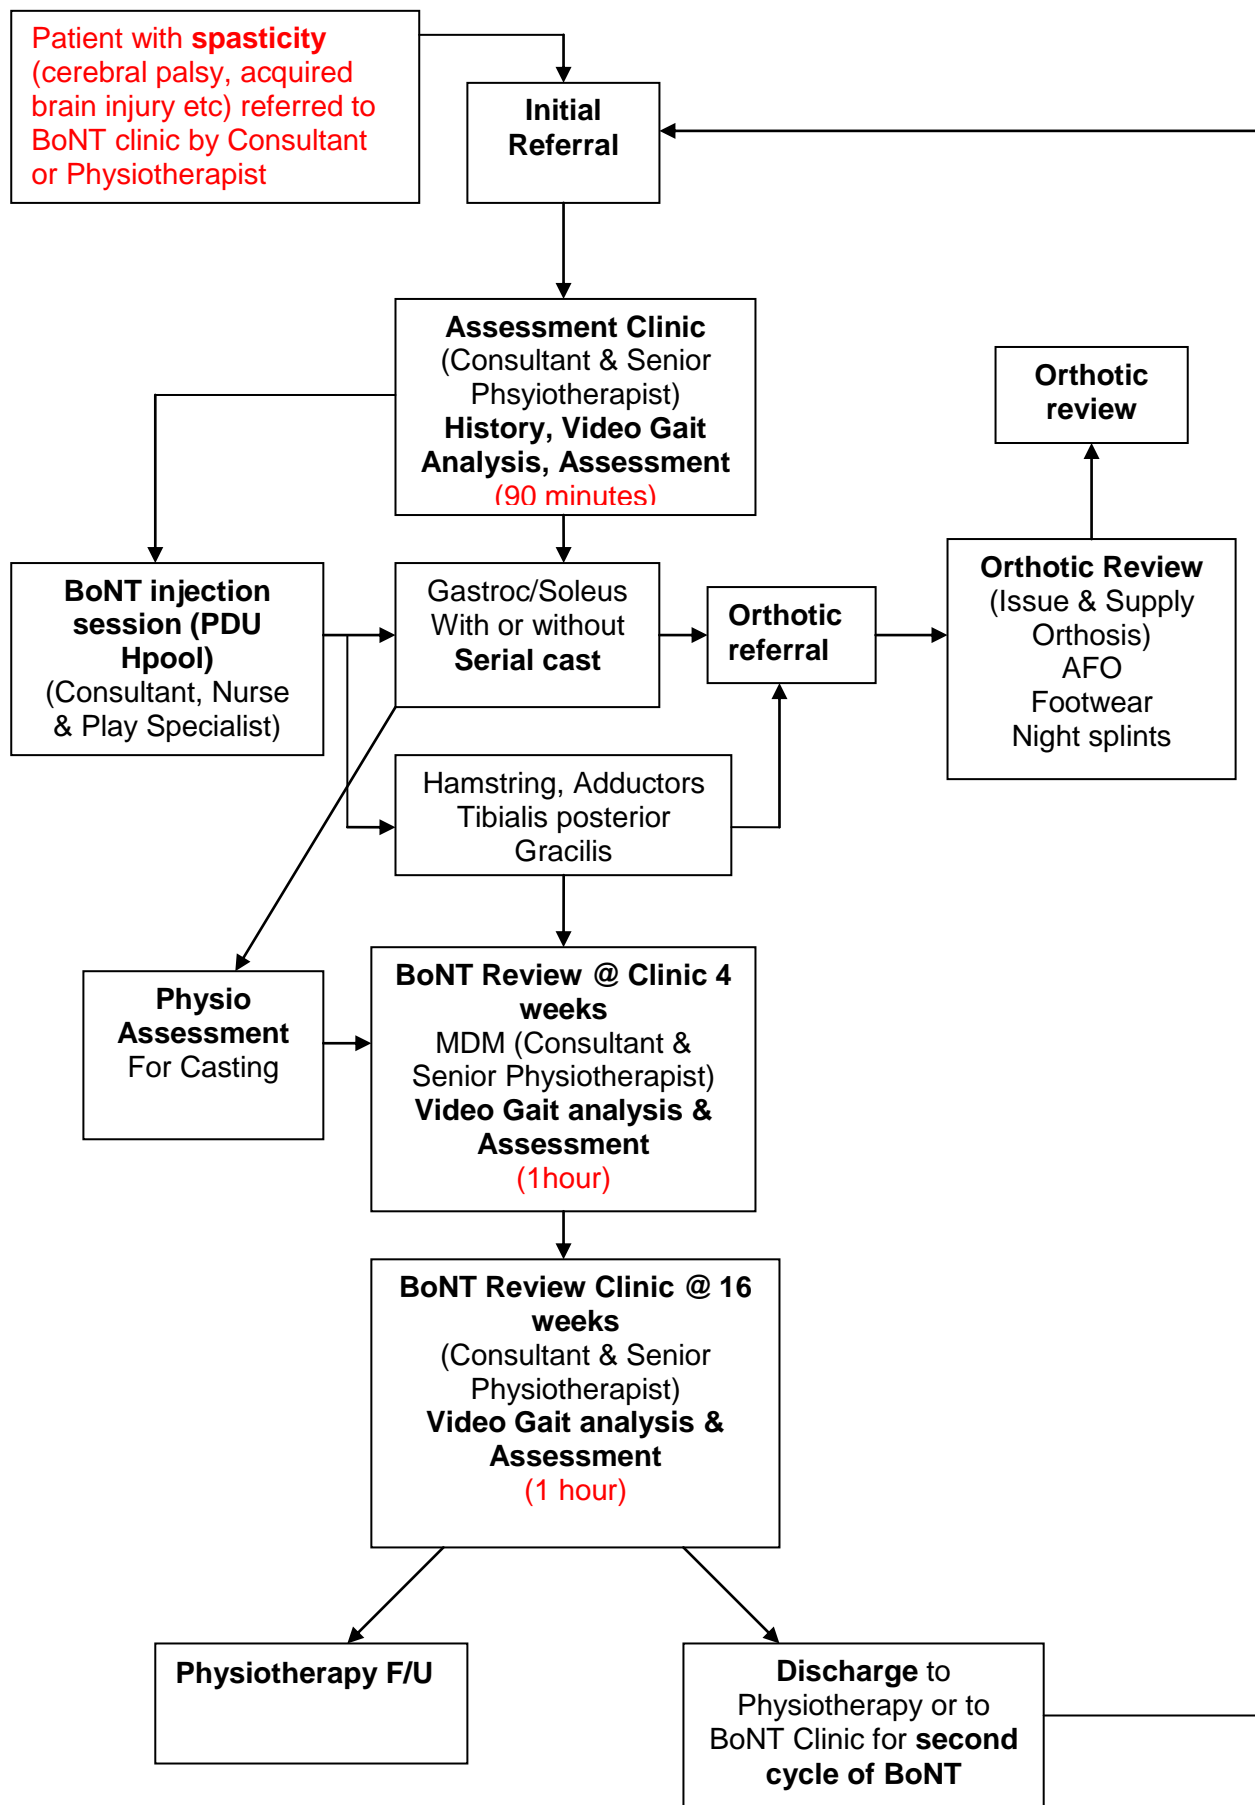 Patient with spasticity
(cerebral palsy, acquired
brain injury etc) referred to
BoNT clinic by Consultant
or Physiotherapist
Initial
Referral
Assessment Clinic
(Consultant & Senior
Phsyiotherapist)
History, Video Gait
Analysis, Assessment
(90 minutes)
Orthotic
review
BoNT injection
session (PDU
Hpool)
(Consultant, Nurse
& Play Specialist)
Gastroc/Soleus
With or without
Serial cast
Orthotic
referral
Orthotic Review
(Issue & Supply
Orthosis)
AFO
Footwear
Night splints
Hamstring, Adductors
Tibialis posterior
Gracilis
Physio
Assessment
For Casting
BoNT Review @ Clinic 4
weeks
MDM (Consultant &
Senior Physiotherapist)
Video Gait analysis &
Assessment
(1hour)
BoNT Review Clinic @ 16
weeks
(Consultant & Senior
Physiotherapist)
Video Gait analysis &
Assessment
(1 hour)
Physiotherapy F/U
Discharge to
Physiotherapy or to
BoNT Clinic for second
cycle of BoNT